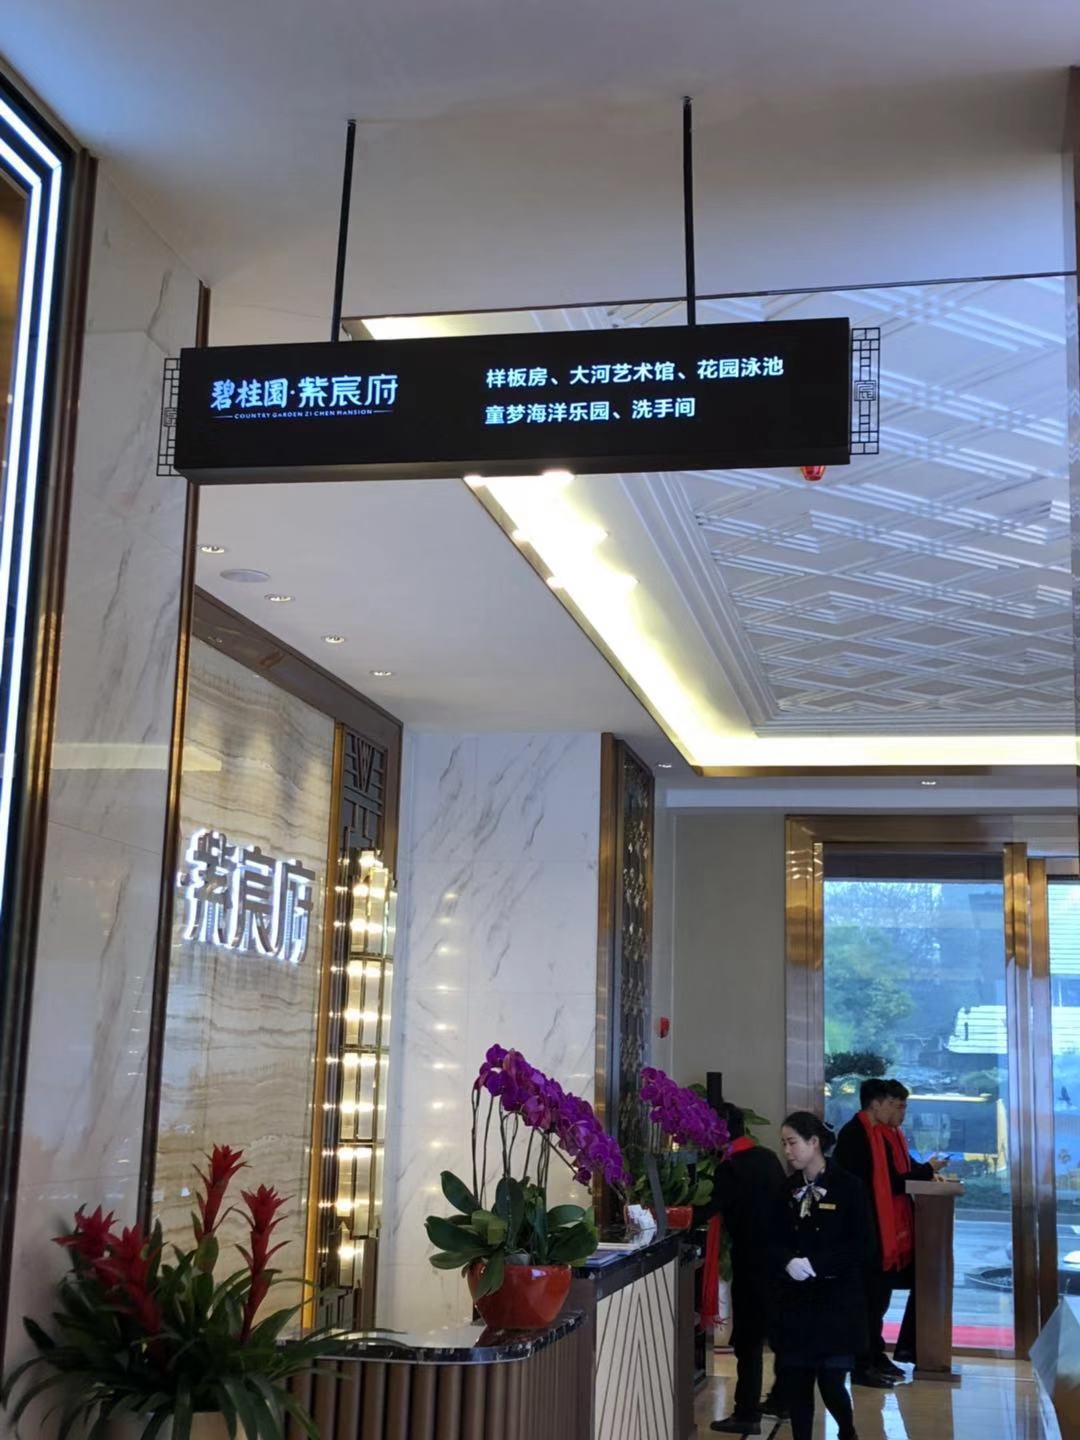 碧桂园·紫宸府
COUNTRY GARDEN ZI CHEN MANSION
样板房、大河艺术馆、花园泳池
童梦海洋乐园、洗手间
紫宸府